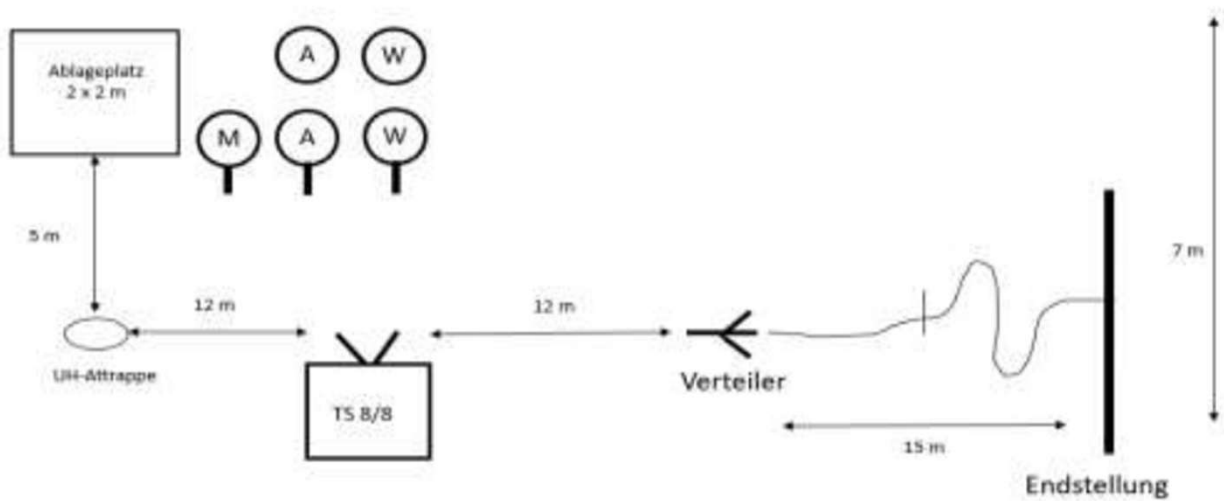 Ablageplatz
2 x 2 m
A
W
M
A
W
5 m
7 m
12 m
12 m
UH-Attrappe
TS 8/8
Verteiler
15 m
Endstellung